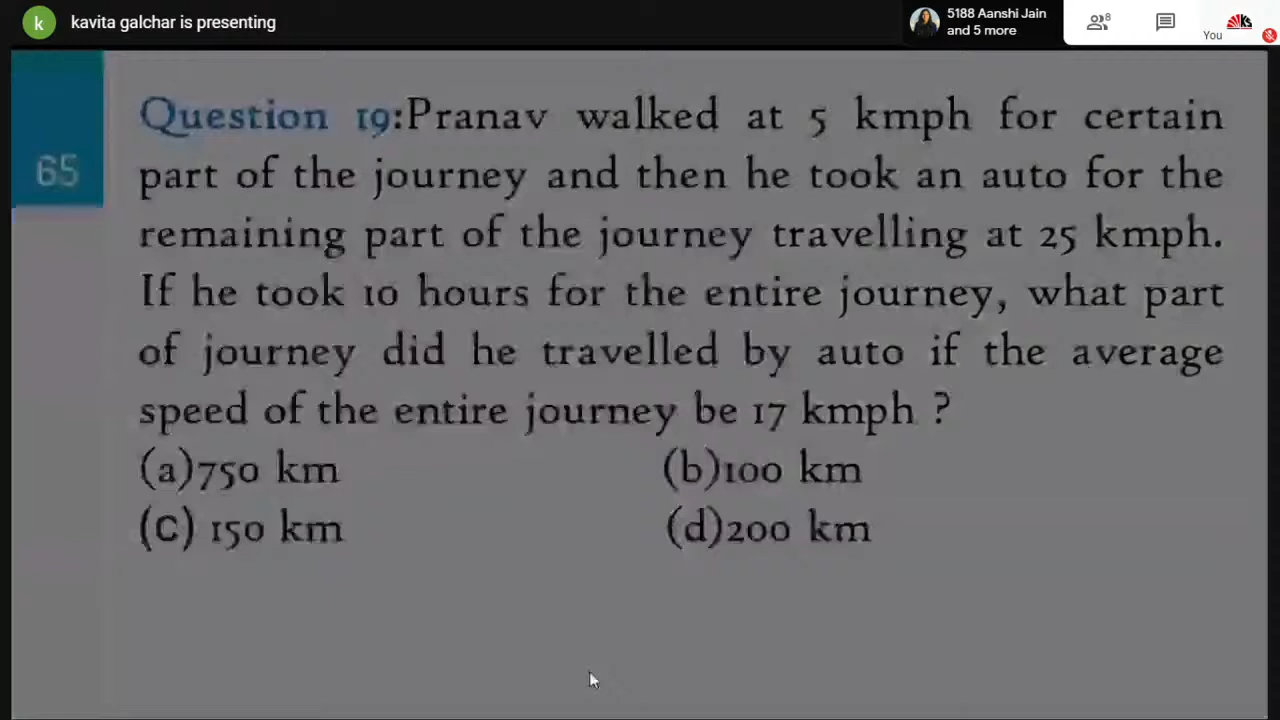 k kavita galchar is presenting
5188 Aanshi Jain
and 5 more
8
You
65
Question 19:Pranav walked at 5 kmph for certain
part of the journey and then he took an auto for the
remaining part of the journey travelling at 25 kmph.
If he took 10 hours for the entire journey, what part
of journey did he travelled by auto if the average
speed of the entire journey be 17 kmph ?
(a)750 km (b)100 km
(C) 150 km (d)200 km